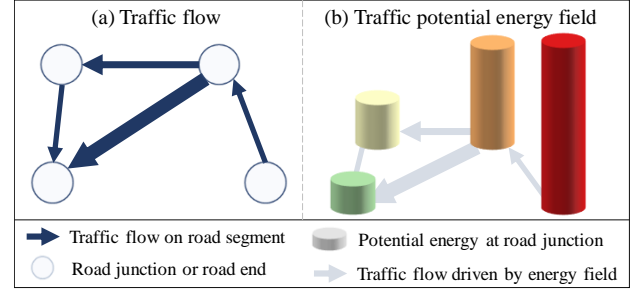 (a) Traffic flow
(b) Traffic potential energy field
Traffic flow on road segment
Road junction or road end
Potential energy at road junction
Traffic flow driven by energy field